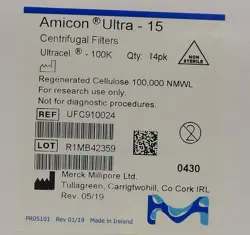 Amicon® Ultra - 15
Centrifugal Filters
Ultracel® - 100K Qty: 14pk
NON STERILE
Regenerated Cellulose 100,000 NMWL
For research use only.
Not for diagnostic procedures.
REF UFC910024
LOT R1MB42359
2
0430
Merck Millipore Ltd.
Tullagreen, Carrigtwohill, Co Cork IRL
Rev. 05/19
PR05101 Rev 01/19 Made in Ireland